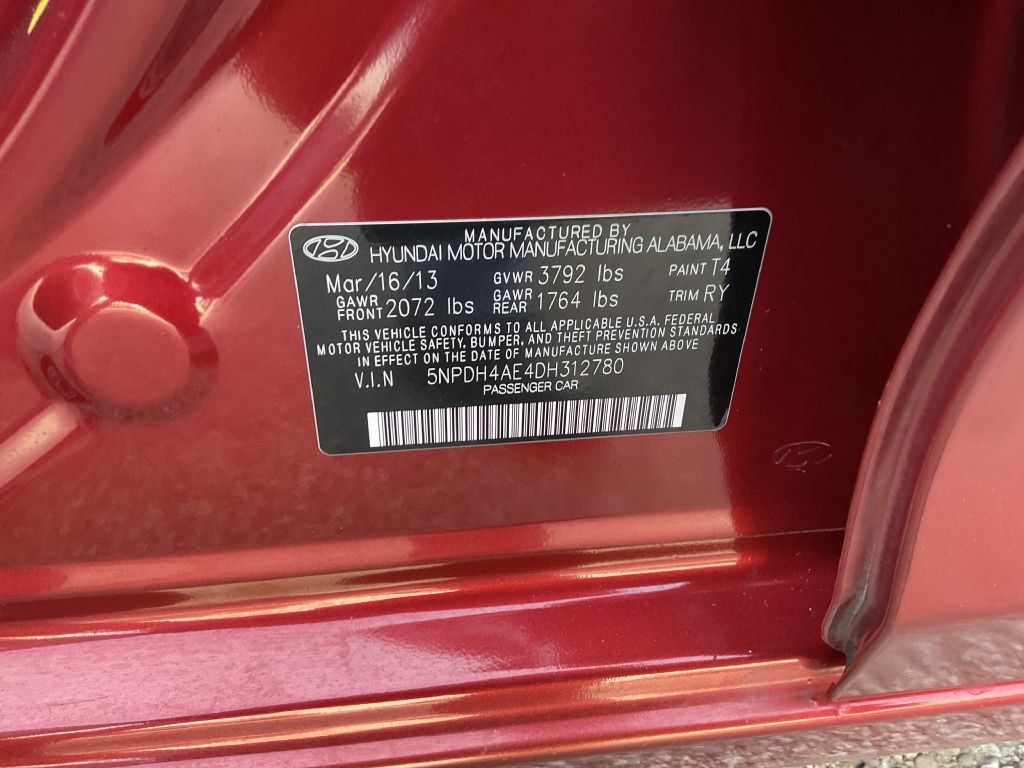 MANUFACTURED BY
HYUNDAI MOTOR MANUFACTURING ALABAMA, LLC
Mar/16/13 GVWR 3792 lbs PAINT T4
GAWR FRONT 2072 lbs GAWR REAR 1764 lbs TRIM RY
THIS VEHICLE CONFORMS TO ALL APPLICABLE U.S.A. FEDERAL
MOTOR VEHICLE SAFETY, BUMPER, AND THEFT PREVENTION STANDARDS
IN EFFECT ON THE DATE OF MANUFACTURE SHOWN ABOVE
V.I.N 5NPDH4AE4DH312780
PASSENGER CAR